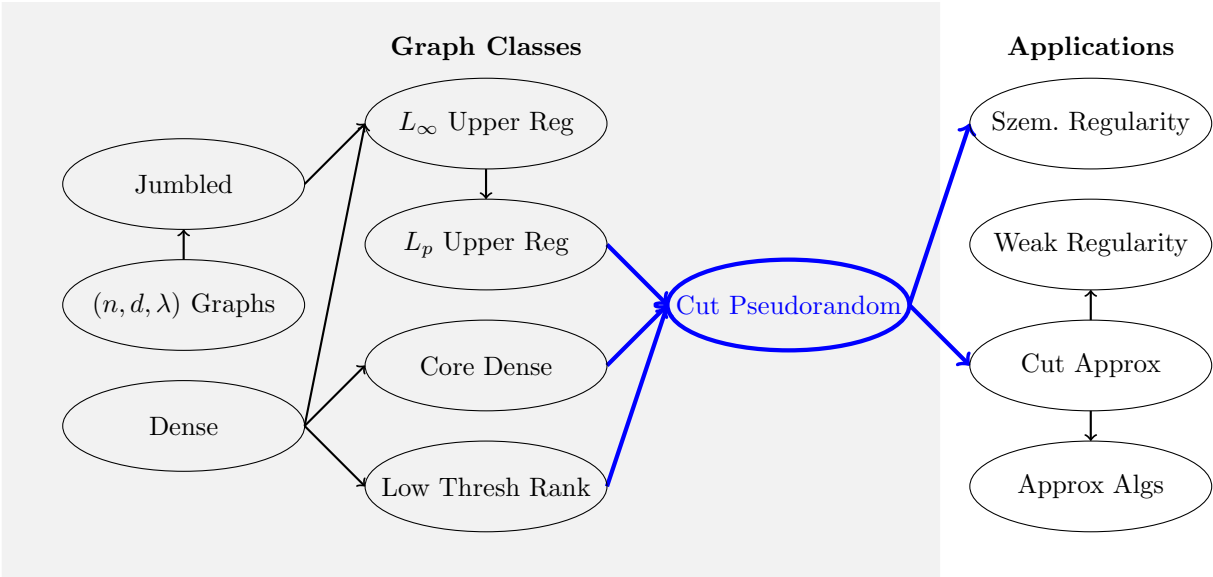 Graph Classes
Applications
L∞ Upper Reg
Szem. Regularity
Jumbled
Lp Upper Reg
Weak Regularity
(n, d, λ) Graphs
Cut Pseudorandom
Core Dense
Cut Approx
Dense
Low Thresh Rank
Approx Algs